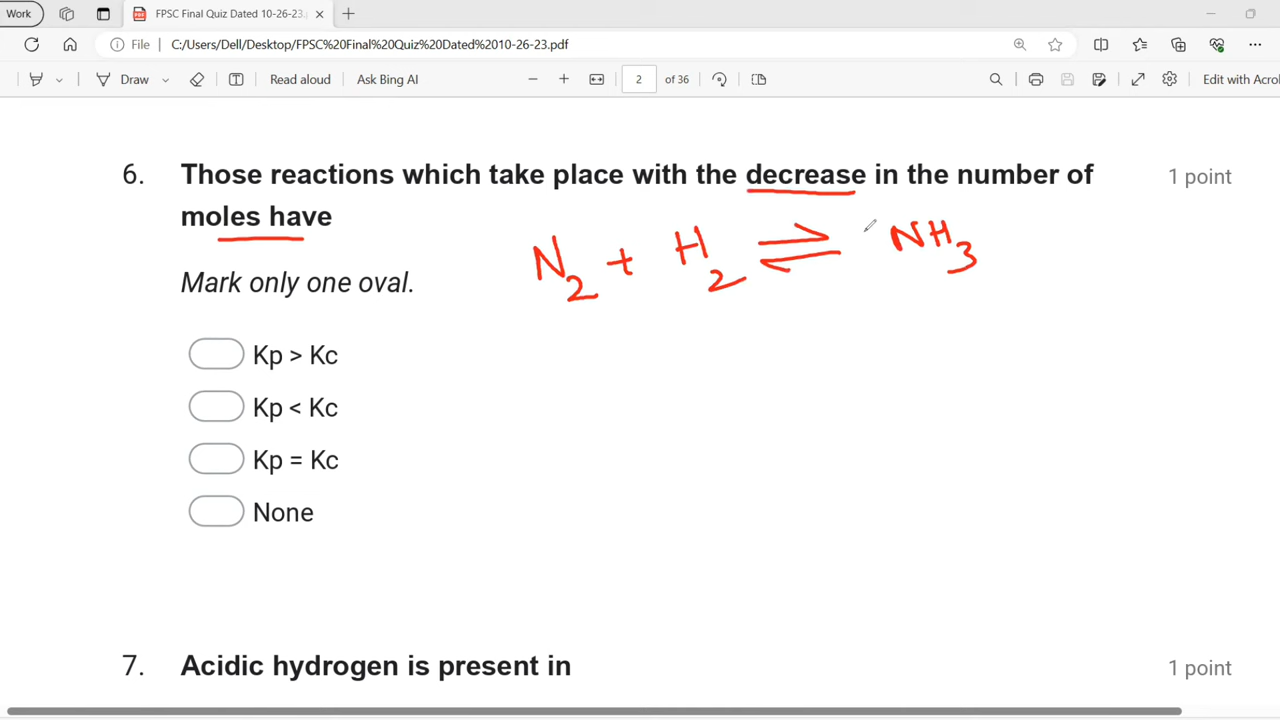 Work
FPSC Final Quiz Dated 10-26-23.
File C:/Users/Dell/Desktop/FPSC%20Final%20Quiz%20Dated%2010-26-23.pdf
Draw Read aloud Ask Bing AI 2 of 36 Edit with Acro
6. Those reactions which take place with the decrease in the number of 1 point
moles have
N2 + H2 ⇌ NH3
Mark only one oval.
Kp > Kc
Kp < Kc
Kp = Kc
None
7. Acidic hydrogen is present in 1 point